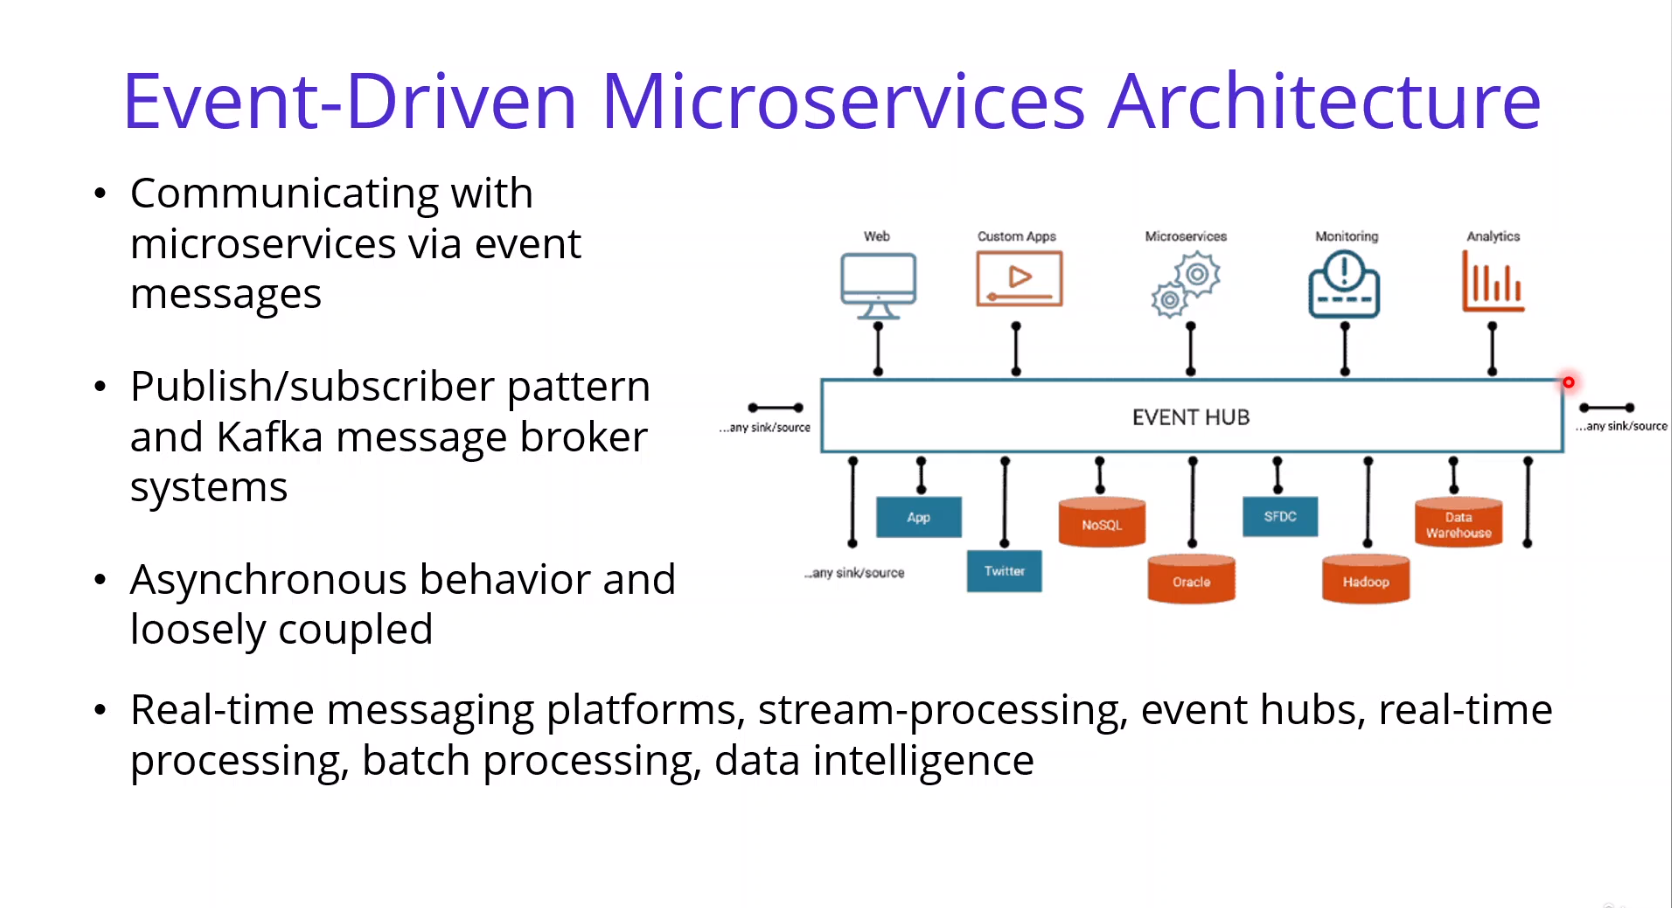 Event-Driven Microservices Architecture
• Communicating with
microservices via event
messages
• Publish/subscriber pattern
and Kafka message broker
systems
• Asynchronous behavior and
loosely coupled
• Real-time messaging platforms, stream-processing, event hubs, real-time
processing, batch processing, data intelligence
Web
Custom Apps
Microservices
Monitoring
Analytics
...any sink/source
EVENT HUB
...any sink/source
App
NoSQL
SFDC
Data
Warehouse
...any sink/source
Twitter
Oracle
Hadoop